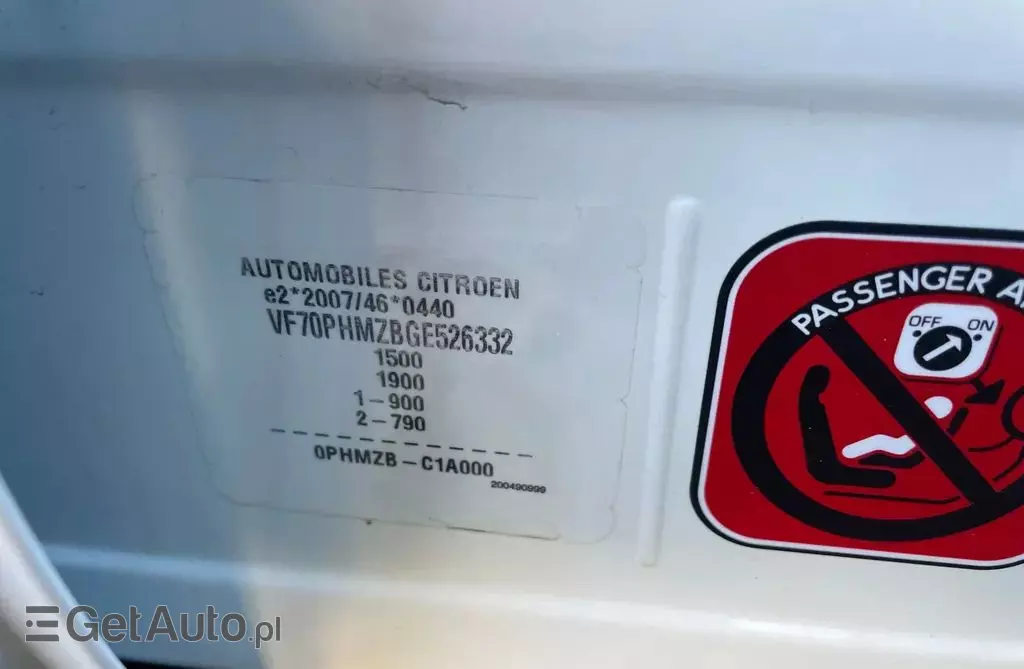 AUTOMOBILES CITROEN
e2*2007/46*0440
VF70PHMZBGE526332
1500
1900
1-900
2-790
0PHMZB-C1A000
200490999
PASSENGER
OFF ON
GetAuto.pl